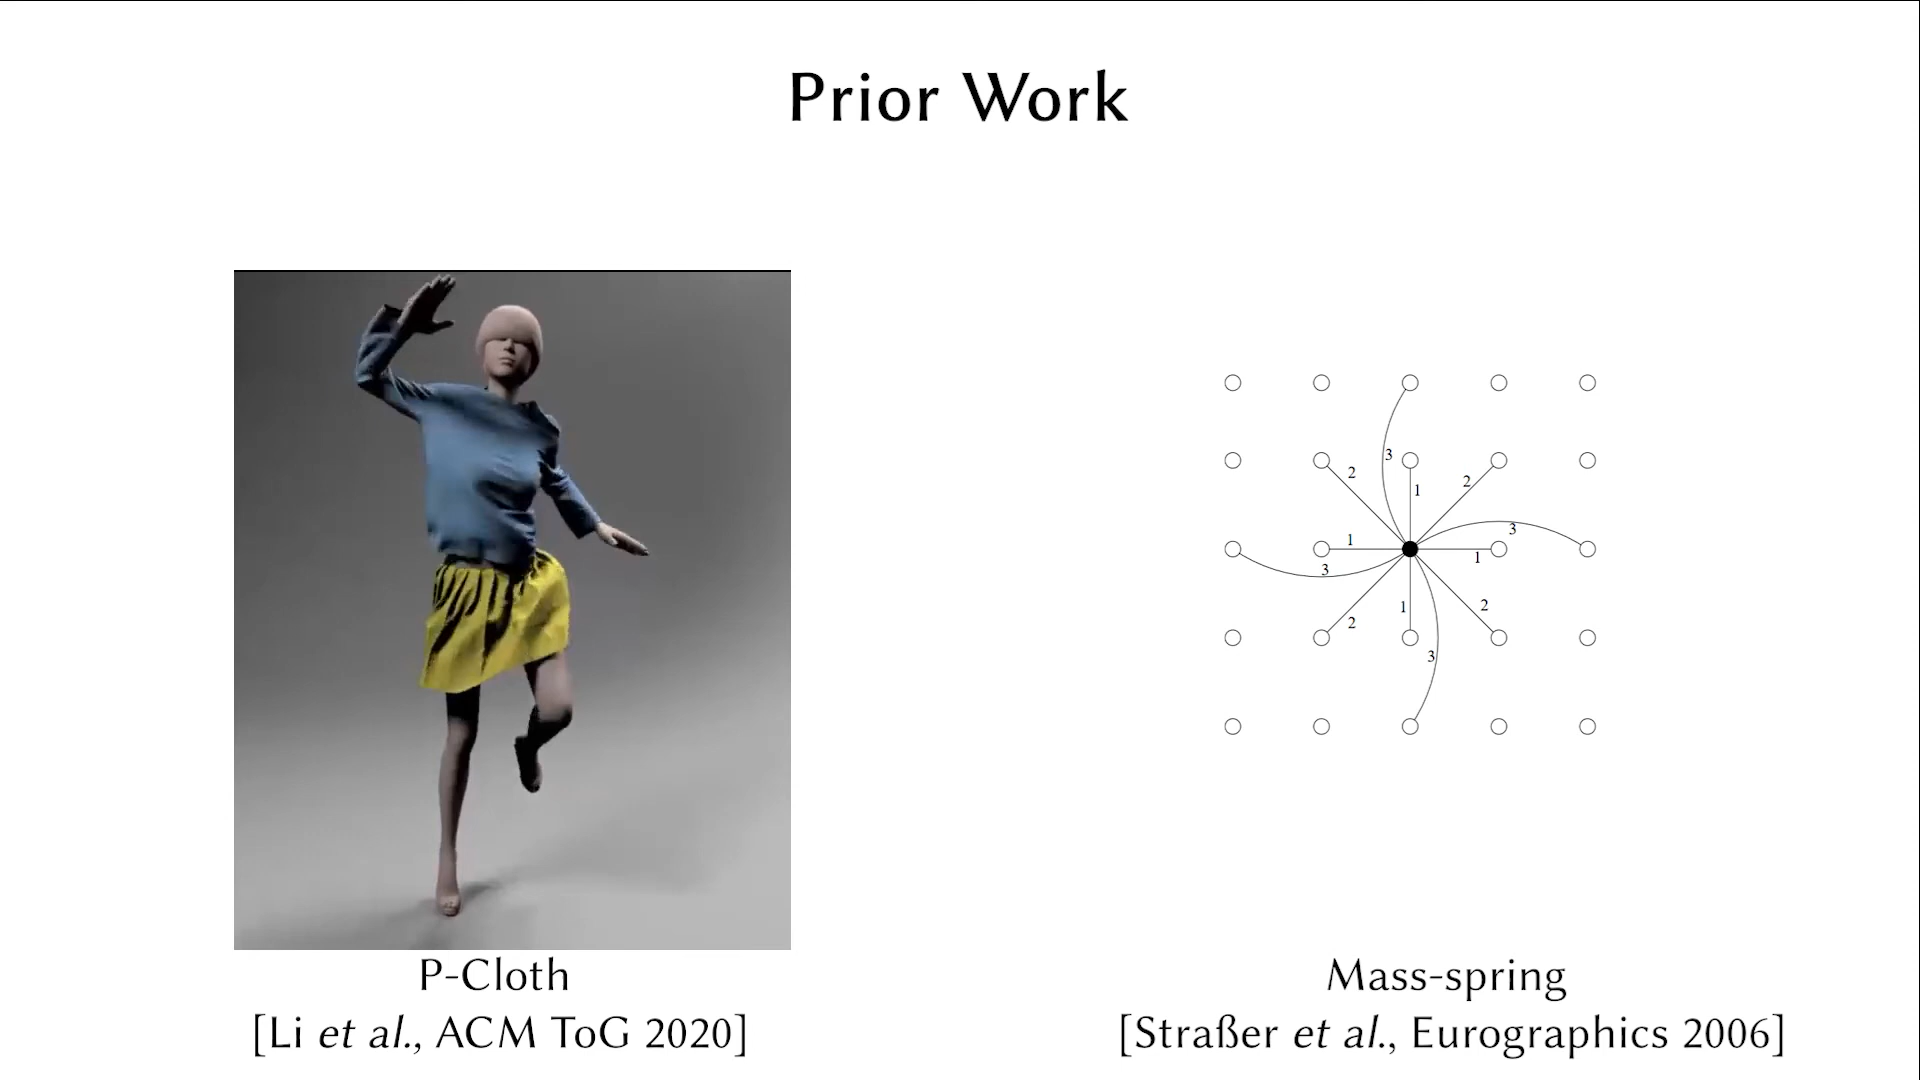 Prior Work
3
2
2
1
3
1
1
3
1
2
2
3
P-Cloth
[Li et al., ACM ToG 2020]
Mass-spring
[Straßer et al., Eurographics 2006]